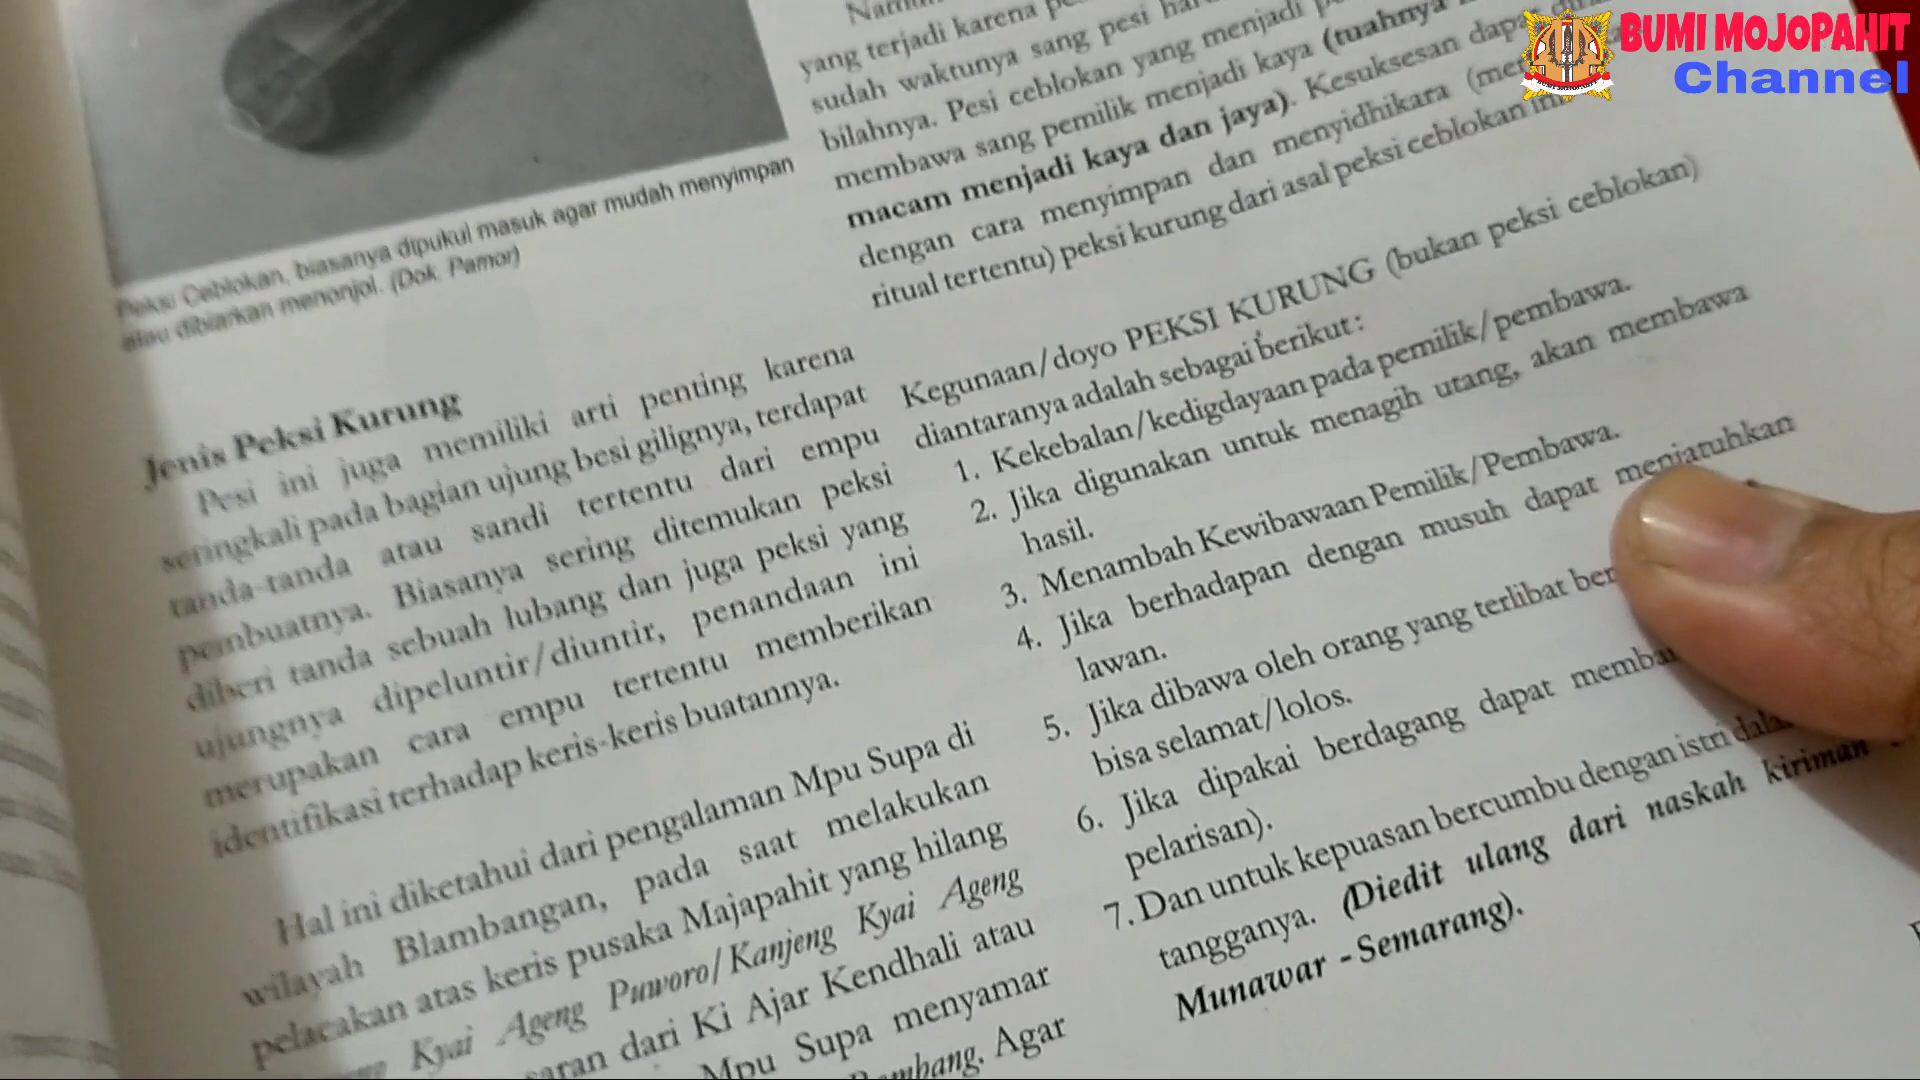 Peksi Ceblokan, biasanya dipukul masuk agar mudah menyimpan
atau dibiarkan menonjol. (Dok. Pamor)
Jenis Peksi Kurung
Pesi ini juga memiliki arti penting karena
seringkali pada bagian ujung besi gilignya, terdapat
tanda-tanda atau sandi tertentu dari empu
pembuatnya. Biasanya sering ditemukan peksi
diberi tanda sebuah lubang dan juga peksi yang
ujungnya dipeluntir/diuntir, penandaan ini
merupakan cara empu tertentu memberikan
identifikasi terhadap keris-keris buatannya.
Hal ini diketahui dari pengalaman Mpu Supa di
wilayah Blambangan, pada saat melakukan
pelacakan atas keris pusaka Majapahit yang hilang
Kyai Ageng Puworo/Kanjeng Kyai Ageng
dari Ki Ajar Kendhali atau
Mpu Supa menyamar
Agar
yang terjadi karena
sudah waktunya sang pesi
bilahnya. Pesi ceblokan yang menjadi
membawa sang pemilik menjadi kaya (tuahnya
macam menjadi kaya dan jaya). Kesuksesan dapat
dengan cara menyimpan dan menyidhikara
ritual tertentu) peksi kurung dari asal peksi ceblokan ini.
Kegunaan/doyo PEKSI KURUNG (bukan peksi ceblokan)
diantaranya adalah sebagai berikut:
1. Kekebalan/kedigdayaan pada pemilik/pembawa.
2. Jika digunakan untuk menagih utang, akan membawa
hasil.
3. Menambah Kewibawaan Pemilik/Pembawa.
4. Jika berhadapan dengan musuh dapat menjatuhkan
lawan.
5. Jika dibawa oleh orang yang terlibat
bisa selamat/lolos.
6. Jika dipakai berdagang dapat
pelarisan).
7. Dan untuk kepuasan bercumbu dengan istri
tangganya. (Diedit ulang dari naskah kiriman
Munawar - Semarang).
BUMI MOJOPAHIT
Channel